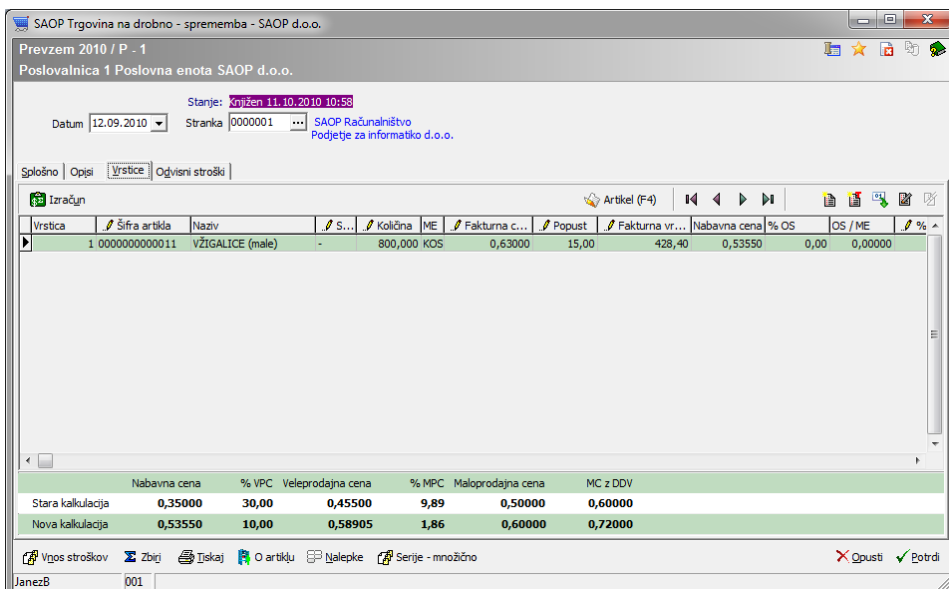 SAOP Trgovina na drobno - sprememba - SAOP d.o.o.
Prevzem 2010 / P - 1
Poslovalnica 1 Poslovna enota SAOP d.o.o.
Stanje: Knjižen 11.10.2010 10:58
Datum 12.09.2010 Stranka 0000001 ... SAOP Računalništvo
Podjetje za informatiko d.o.o.
Splošno Opisi Vrstice Odvisni stroški
Izračun Artikel (F4)
Vrstica Šifra artikla Naziv S... Količina ME Fakturna c... Popust Fakturna vr... Nabavna cena % OS OS / ME %
1 0000000000011 VŽIGALICE (male) - 800,000 KOS 0,63000 15,00 428,40 0,53550 0,00 0,00000
Nabavna cena % VPC Veleprodajna cena % MPC Maloprodajna cena MC z DDV
Stara kalkulacija 0,35000 30,00 0,45500 9,89 0,50000 0,60000
Nova kalkulacija 0,53550 10,00 0,58905 1,86 0,60000 0,72000
Vnos stroškov Zbirj Tiskaj O artiklu Nalepke Serije - množično Opusti Potrdi
JanezB 001